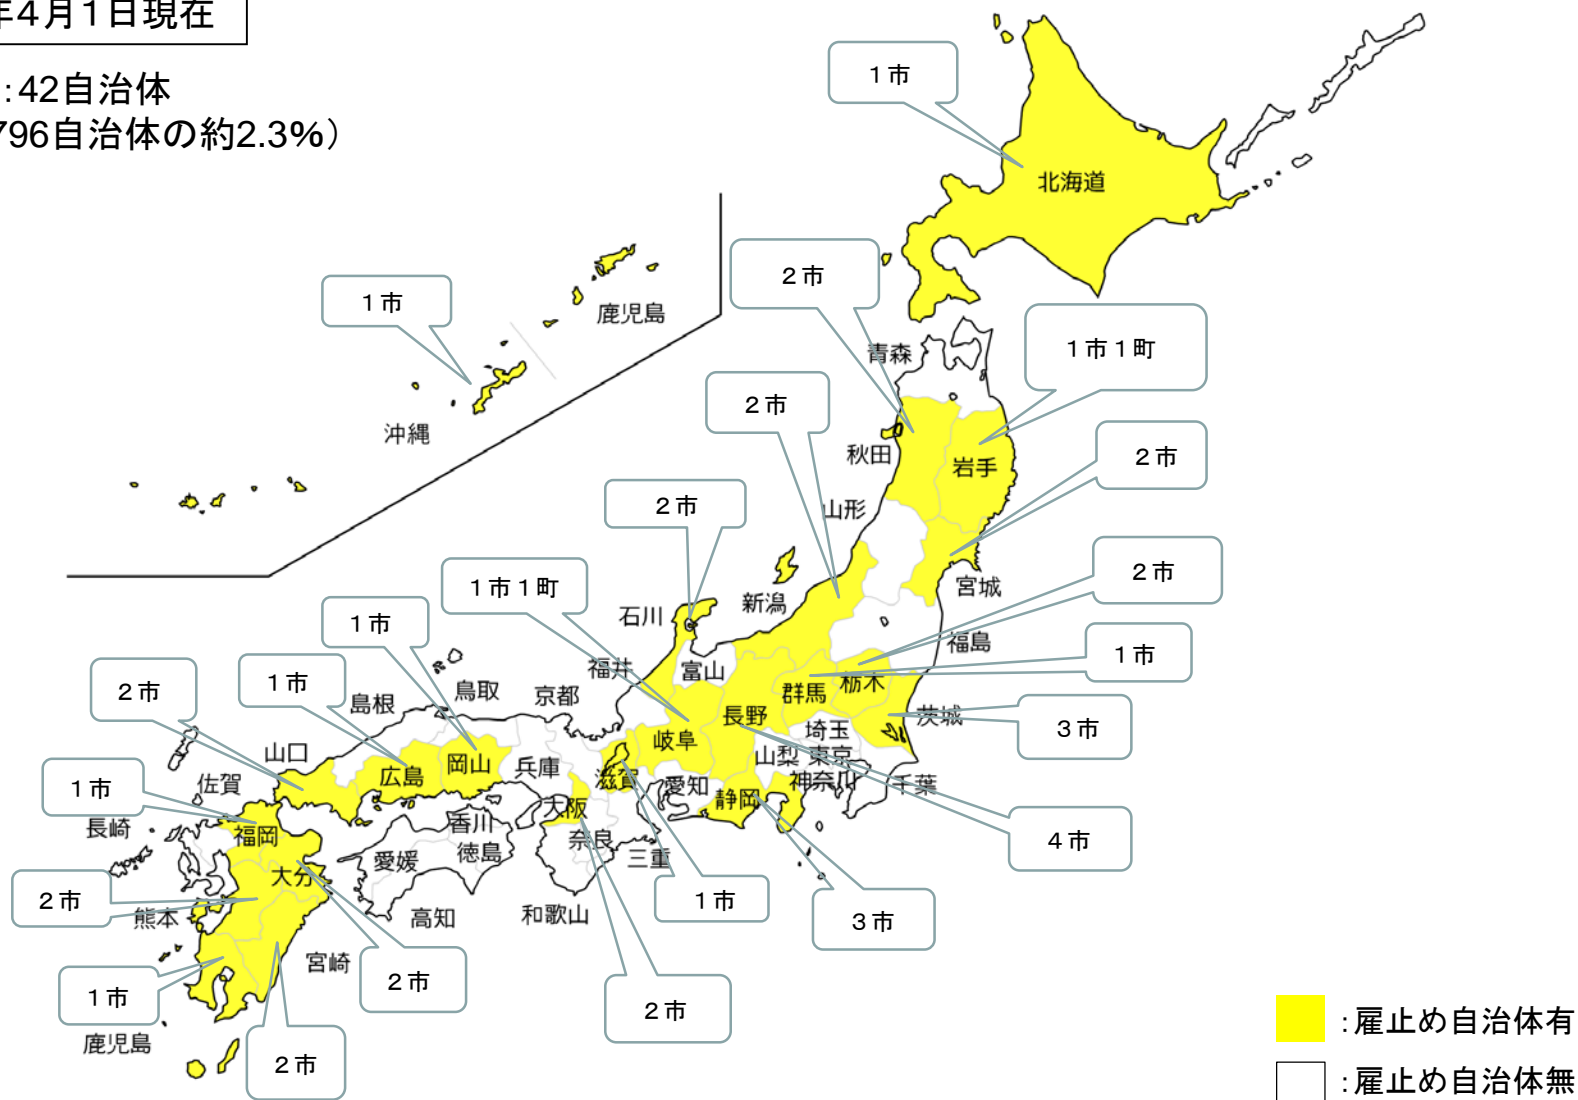 年4月1日現在
:42自治体
796自治体の約2.3%)
1市
北海道
2市
1市
鹿児島
1市1町
青森
2市
沖縄
秋田
岩手
2市
2市
山形
2市
1市1町
宮城
新潟
石川
1市
福島
1市
福井
富山
2市
1市
鳥取
京都
島根
群馬
栃木
茨城
3市
長野
埼玉
山口
岐阜
山梨
東京
広島
岡山
兵庫
滋賀
愛知
神奈川
千葉
佐賀
1市
静岡
大阪
長崎
香川
福岡
奈良
4市
愛媛
徳島
三重
大分
2市
1市
熊本
高知
和歌山
3市
宮崎
2市
1市
2市
鹿児島
2市
:雇止め自治体有
:雇止め自治体無